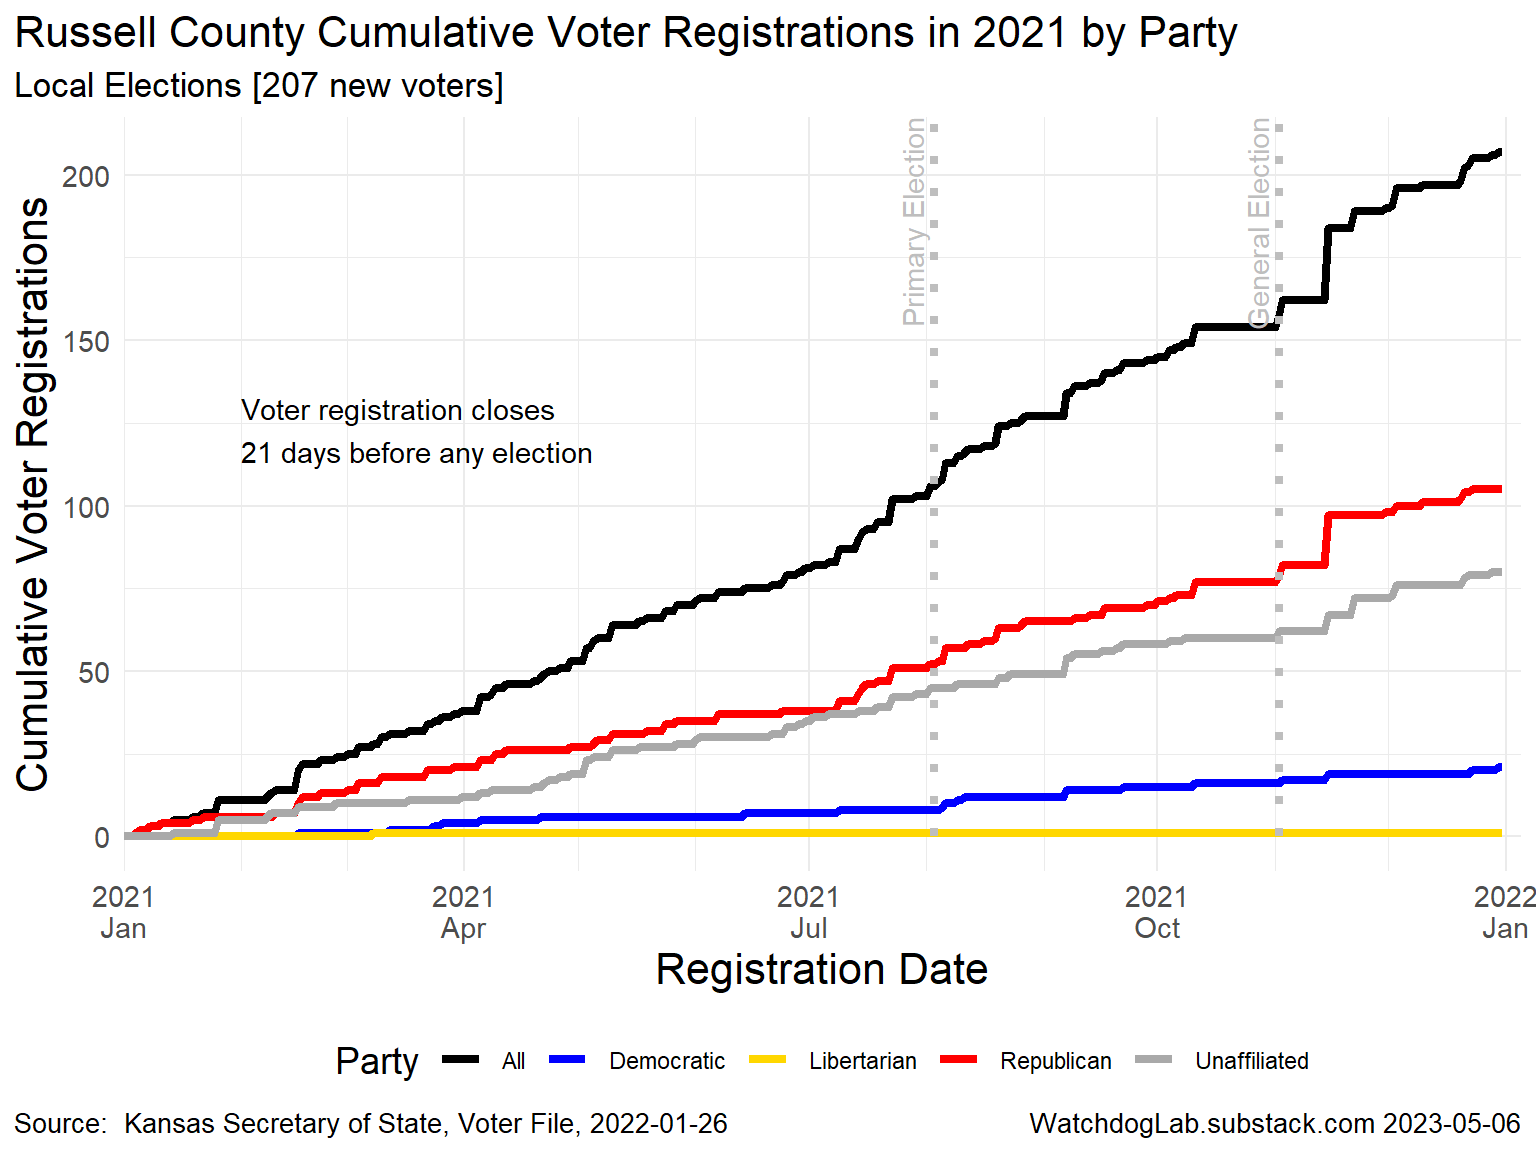 Russell County Cumulative Voter Registrations in 2021 by Party
Local Elections [207 new voters]
Cumulative Voter Registrations
200
150
100
50
0
Primary Election
General Election
Voter registration closes
21 days before any election
2021 2021 2021 2021 2022
Jan Apr Jul Oct Jan
Registration Date
Party All Democratic Libertarian Republican Unaffiliated
Source:  Kansas Secretary of State, Voter File, 2022-01-26
WatchdogLab.substack.com 2023-05-06